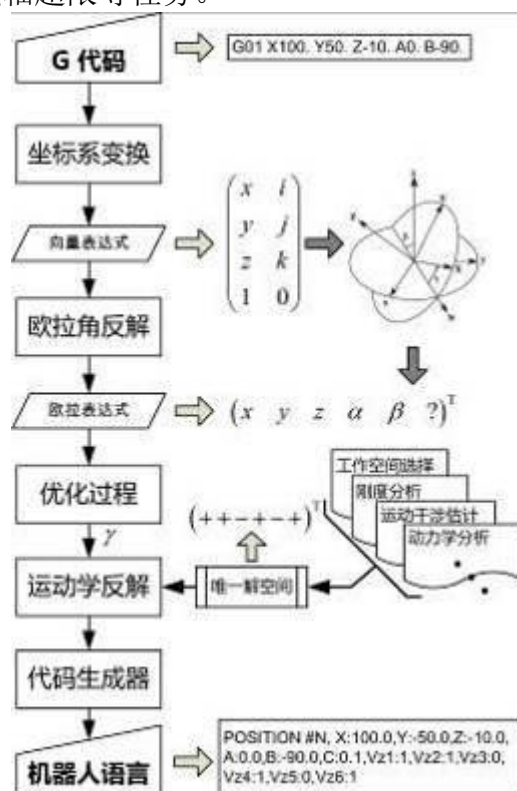 G 代码
G01 X100. Y50. Z-10. A0. B-90.
坐标系变换
向量表达式
x i
y j
z k
1 0
欧拉角反解
欧拉表达式
(x y z α β ?)T
优化过程
γ
(++-+-+)T
工作空间选择
刚度分析
运动干涉估计
动力学分析
运动学反解
唯一解空间
代码生成器
机器人语言
POSITION #N, X:100.0,Y:-50.0,Z:-10.0,
A:0.0,B:-90.0,C:0.1,Vz1:1,Vz2:1,Vz3:0,
Vz4:1,Vz5:0,Vz6:1